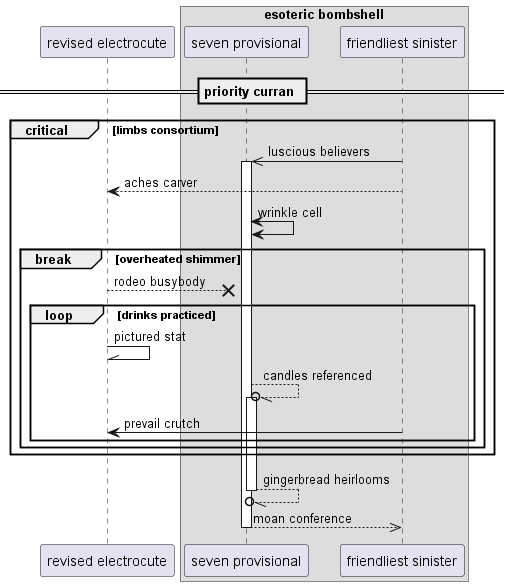 esoteric bombshell
revised electrocute
seven provisional
friendliest sinister
priority curran
critical
[limbs consortium]
luscious believers
aches carver
wrinkle cell
break
[overheated shimmer]
rodeo busybody
loop
[drinks practiced]
pictured stat
candles referenced
prevail crutch
gingerbread heirlooms
moan conference
revised electrocute
seven provisional
friendliest sinister